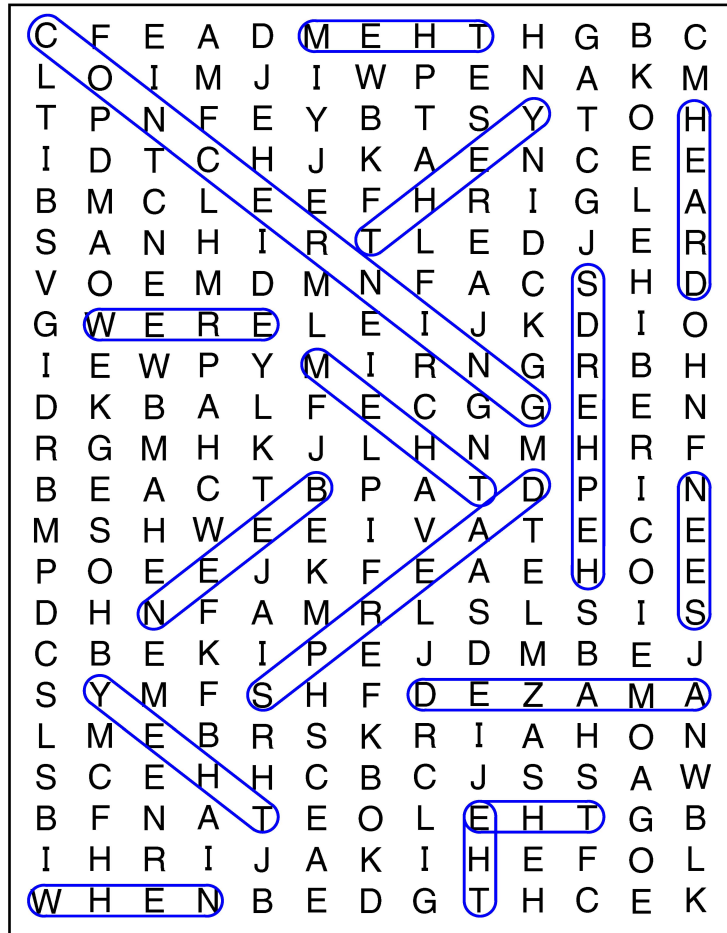 C F E A D M E H T H G B C
L O I M J I W P E N A K M
T P N F E Y B T S Y T O H
I D T C H J K A E N C E E
B M C L E E F H R I G L A
S A N H I R T L E D J E R
V O E M D M N F A C S H D
G W E R E L E I J K D I O
I E W P Y M I R N G R B H
D K B A L F E C G G E E N
R G M H K J L H N M H R F
B E A C T B P A T D P I N
M S H W E E I V A T E C E
P O E E J K F E A E H O E
D H N F A M R L S L S I S
C B E K I P E J D M B E J
S Y M F S H F D E Z A M A
L M E B R S K R I A H O N
S C E H H C B C J S S A W
B F N A T E O L E H T G B
I H R I J A K I H E F O L
W H E N B E D G T H C E K